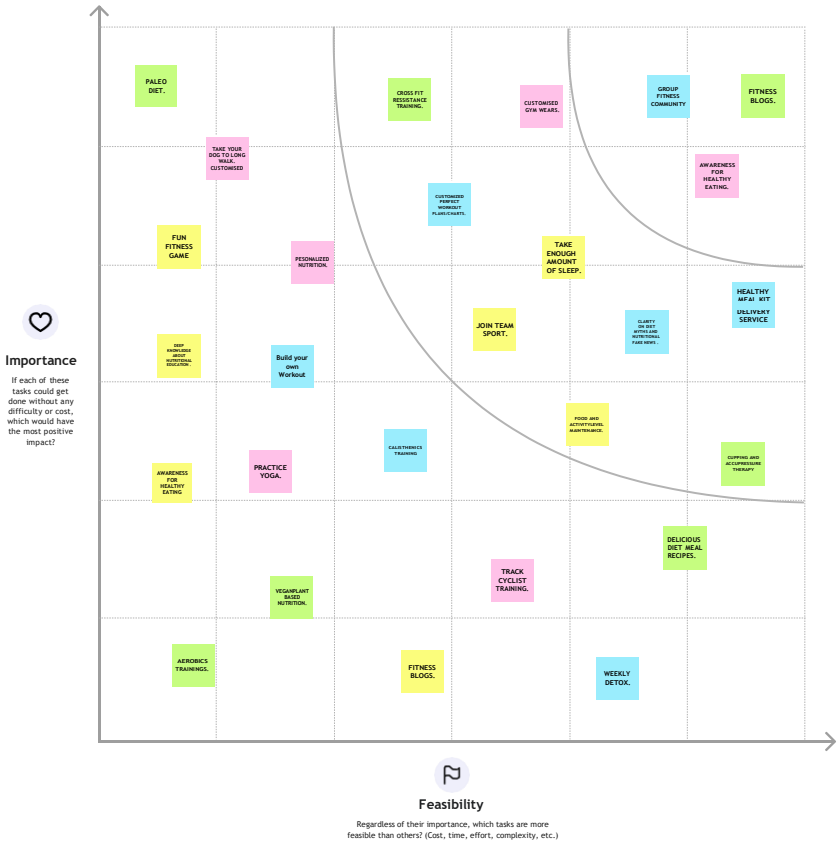 PALEO
DIET.
CROSS FIT
RESSISTANCE
TRAINING.
CUSTOMISED
GYM WEARS.
GROUP
FITNESS
COMMUNITY
FITNESS
BLOGS.
TAKE YOUR
DOG TO LONG
WALK.
CUSTOMISED
AWARENESS
FOR
HEALTHY
EATING.
CUSTOMIZED
PERFECT
WORKOUT
PLANS/CHARTS.
FUN
FITNESS
GAME
PESONALIZED
NUTRITION.
TAKE
ENOUGH
AMOUNT
OF SLEEP.
HEALTHY
MEAL KIT
DELIVERY
SERVICE
JOIN TEAM
SPORT.
CLARITY
ON DIET
MYTHS AND
NUTRITIONAL
FAKE NEWS .
DEEP
KNOWLEDGE
ABOUT
NUTRITIONAL
EDUCATION .
Build your
own
Workout
FOOD AND
ACTIVITYLEVEL
MAINTENANCE.
CALISTHENICS
TRAINING
CUPPING AND
ACCUPRESSURE
THERAPY
PRACTICE
YOGA.
AWARENESS
FOR
HEALTHY
EATING
DELICIOUS
DIET MEAL
RECIPES.
TRACK
CYCLIST
TRAINING.
VEGANPLANT
BASED
NUTRITION.
AEROBICS
TRAININGS.
FITNESS
BLOGS.
WEEKLY
DETOX.
Importance
If each of these
tasks could get
done without any
difficulty or cost,
which would have
the most positive
impact?
Feasibility
Regardless of their importance, which tasks are more
feasible than others? (Cost, time, effort, complexity, etc.)